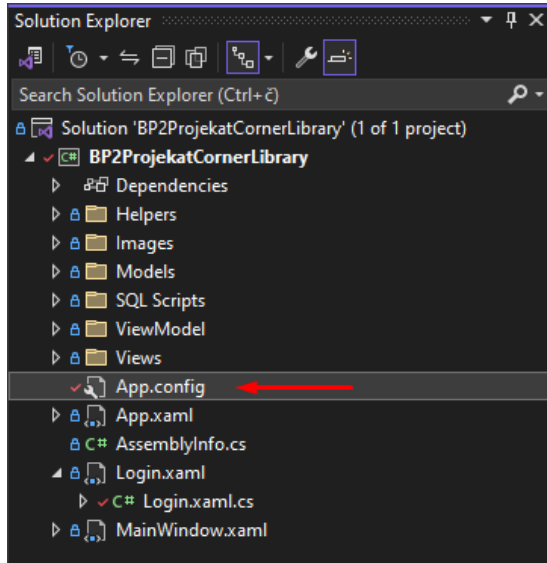 Solution Explorer
Search Solution Explorer (Ctrl+č)
Solution 'BP2ProjekatCornerLibrary' (1 of 1 project)
C# BP2ProjekatCornerLibrary
Dependencies
Helpers
Images
Models
SQL Scripts
ViewModel
Views
App.config
App.xaml
C# AssemblyInfo.cs
Login.xaml
C# Login.xaml.cs
MainWindow.xaml